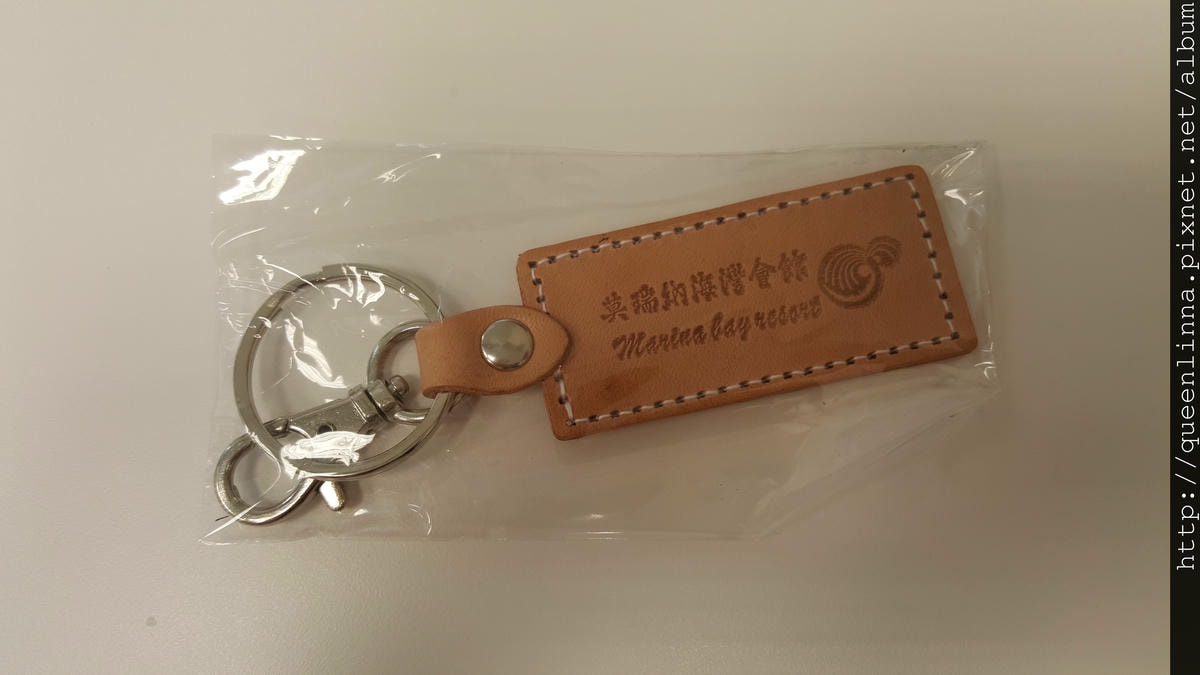 莫瑞納海灣會館
Marina bay resort
http://queenlinna.pixnet.net/album